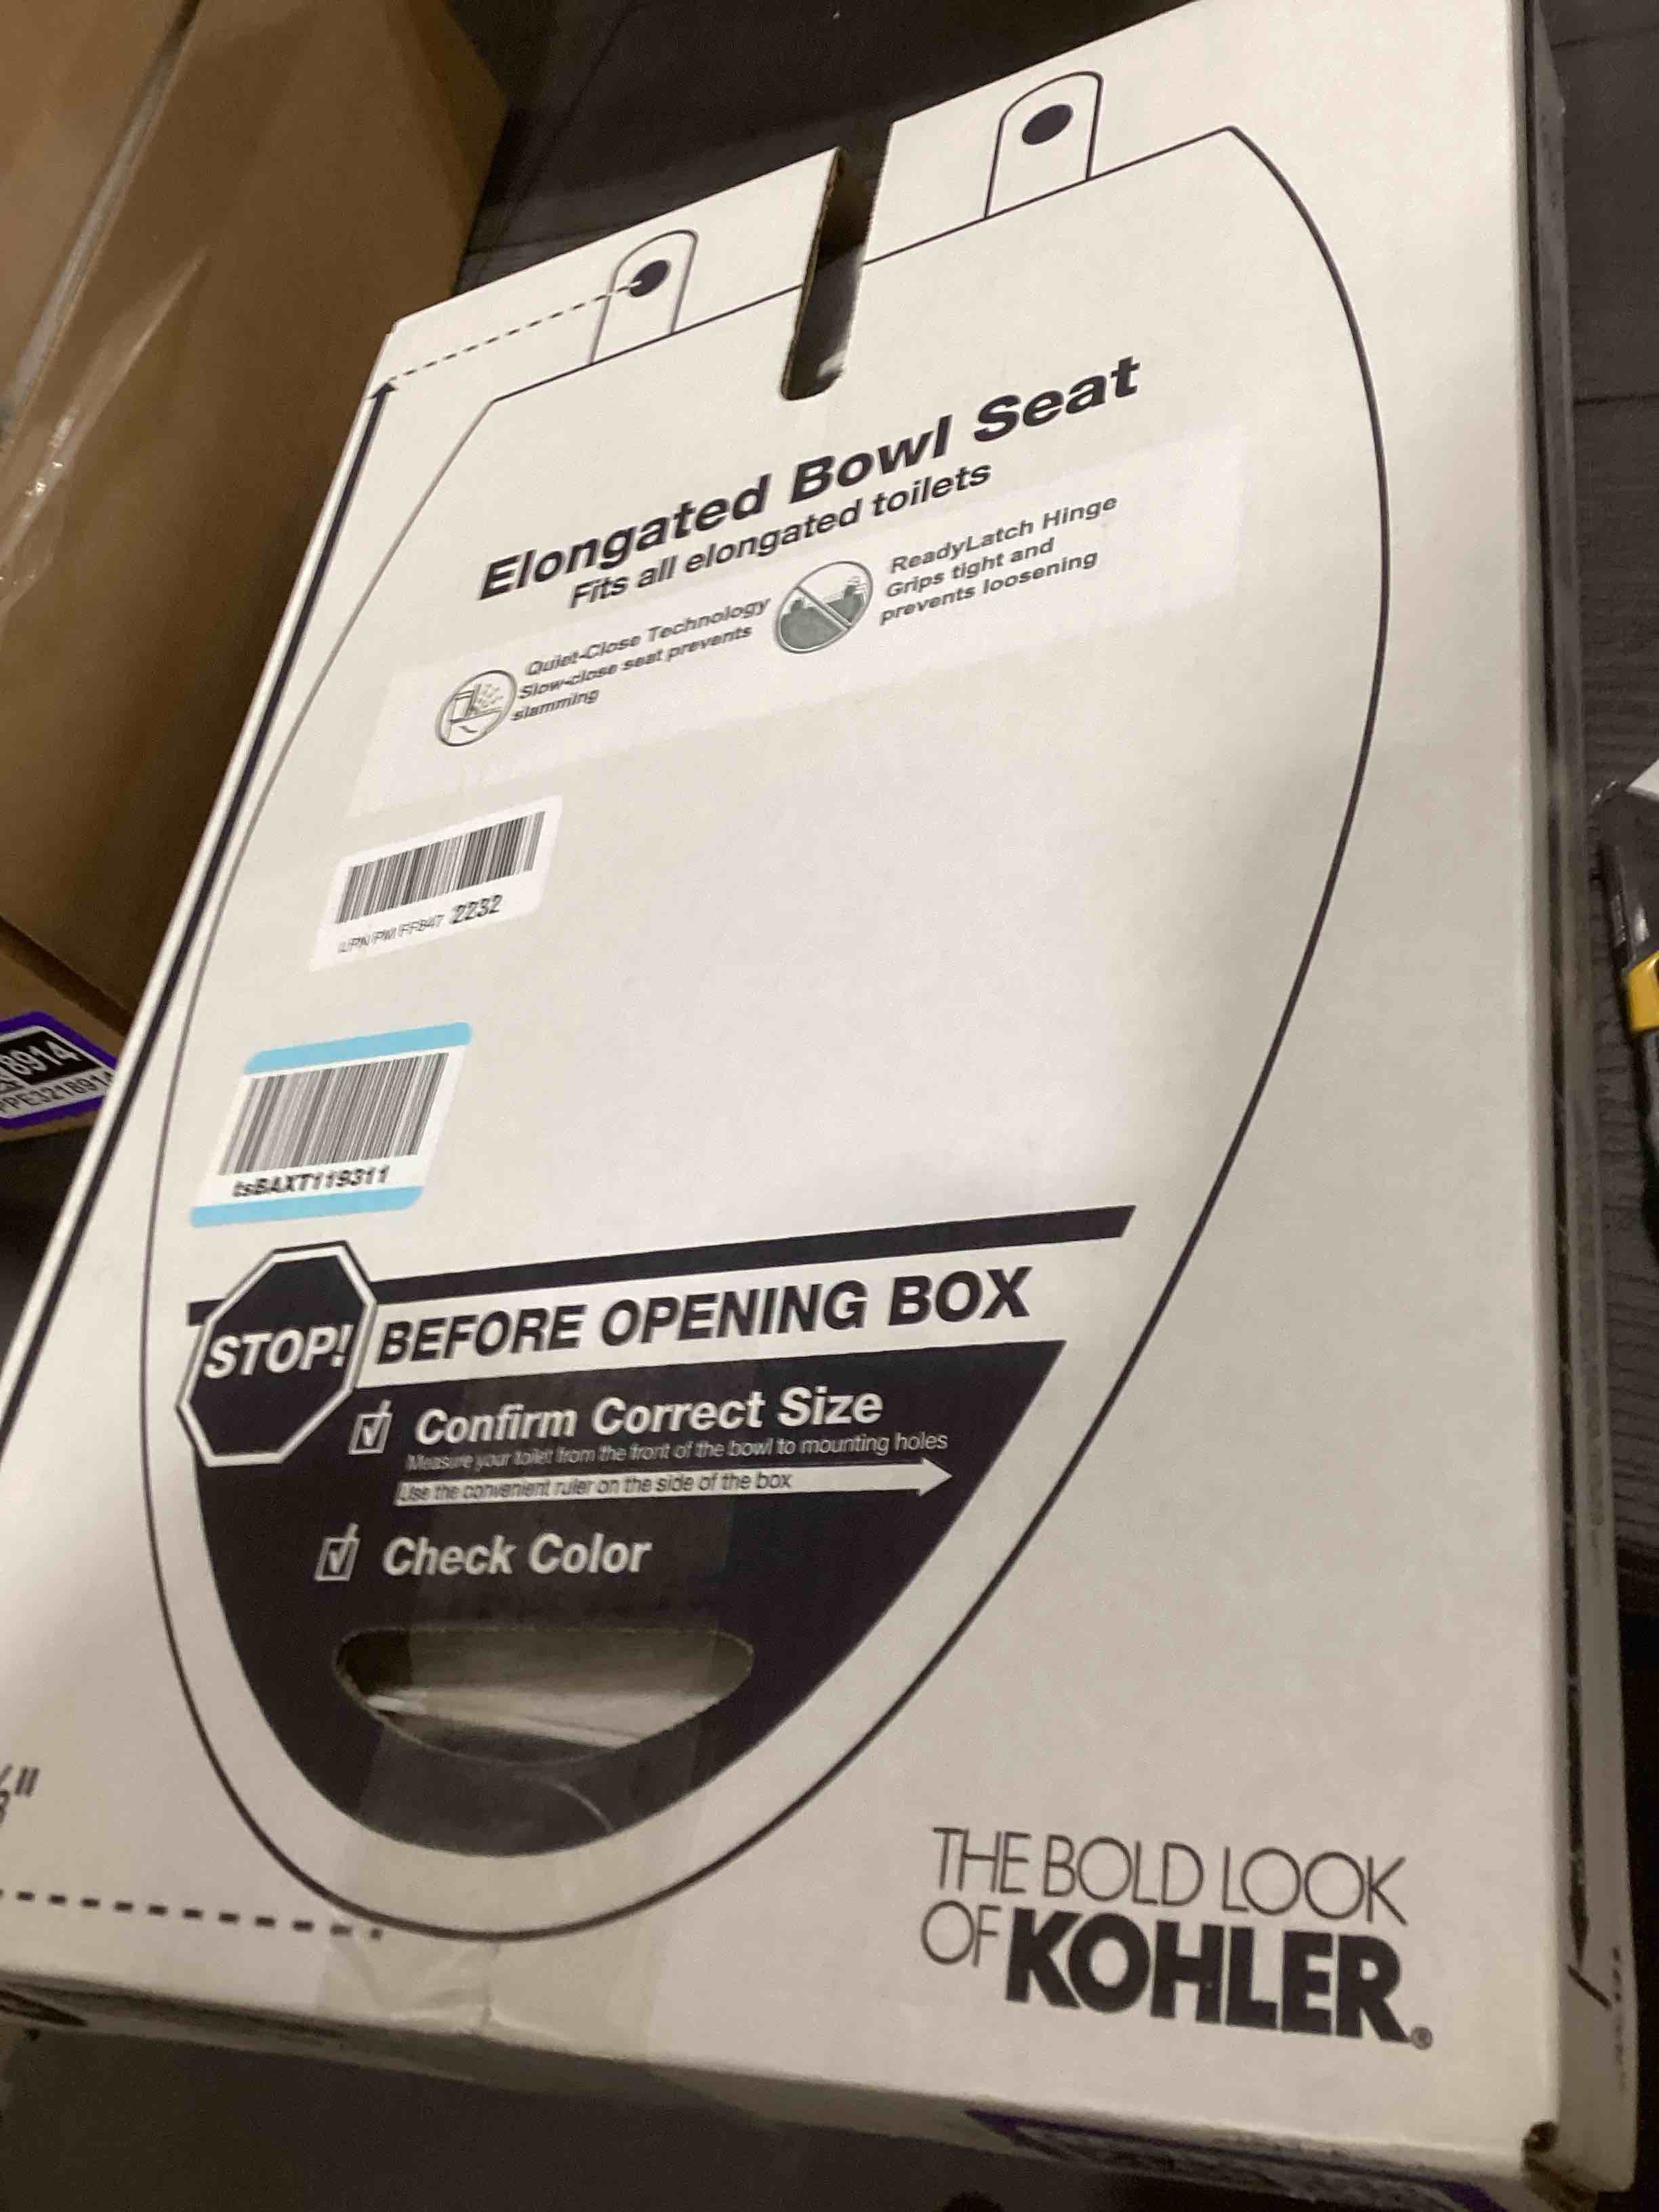 Elongated Bowl Seat
Fits all elongated toilets
Quiet-Close Technology
Slow-close seat prevents
slamming
ReadyLatch Hinge
Grips tight and
prevents loosening
2232
tsBAXT119311
8914
PPE321891
STOP! BEFORE OPENING BOX
Confirm Correct Size
Measure your toilet from the front of the bowl to mounting holes
Use the convenient ruler on the side of the box
Check Color
THE BOLD LOOK
OF KOHLER®